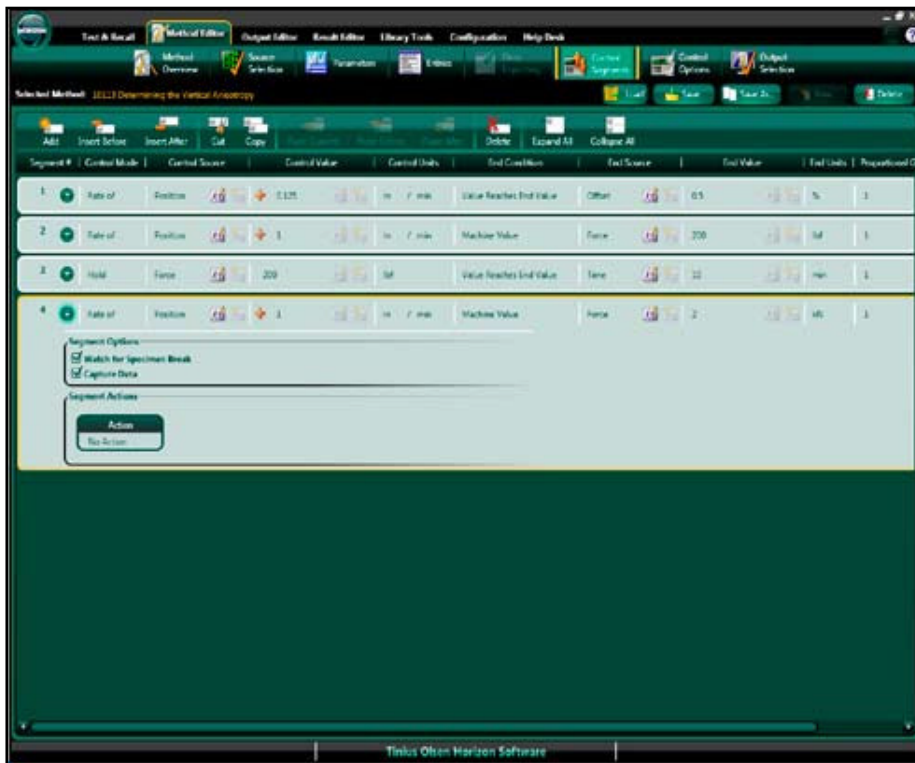 HORIZON
Test & Recall Method Editor Output Editor Result Editor Library Tools Configuration Help Desk
Method Overview Source Selection Parameters Entries Control Segments Control Options Output Selection
Selected Method: 10113 Determining the Vertical Anisotropy Load Save Save As Delete
Add Insert Before Insert After Cut Copy Delete Expand All Collapse All
Segment # Control Mode Control Source Control Value Control Units End Condition End Source End Value End Units Proportional
1 Rate of Position 0.125 in / min Value Reaches End Value Offset 0.5 % 1
2 Rate of Position 1 in / min Machine Value Force 200 lbf 1
3 Hold Force 200 lbf Value Reaches End Value Time 10 min 1
4 Rate of Position 1 in / min Machine Value Force 2 kN 1
Segment Options
Watch for Specimen Break
Capture Data
Segment Actions
Action
No Action
Tinius Olsen Horizon Software